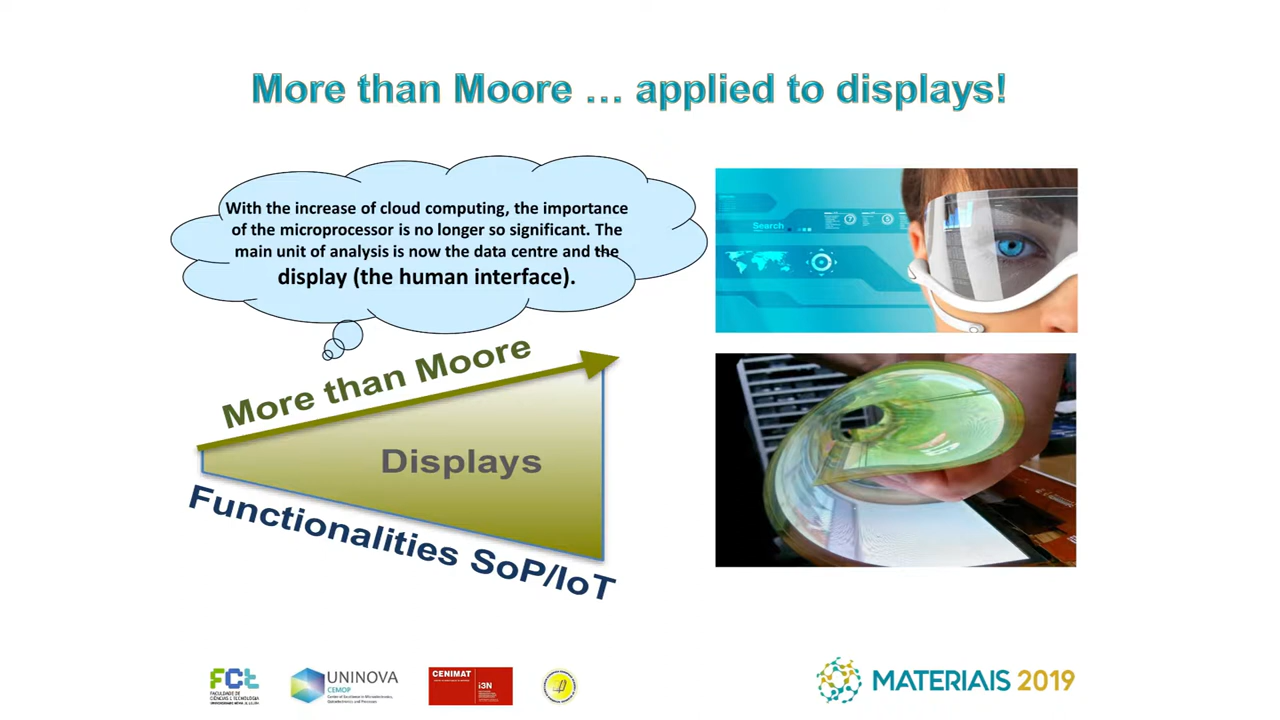 More than Moore … applied to displays!
With the increase of cloud computing, the importance
of the microprocessor is no longer so significant. The
main unit of analysis is now the data centre and the
display (the human interface).
Search
More than Moore
Displays
Functionalities SoP/IoT
FCt
FACULDADE DE
CIÊNCIAS E TECNOLOGIA
UNINOVA
CEMOP
CENIMAT
i3N
MATERIAIS 2019